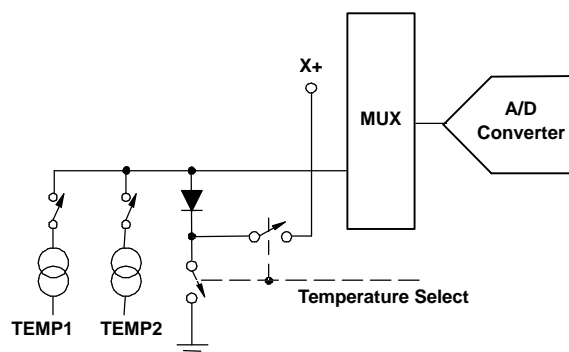 X+
MUX
A/D
Converter
Temperature Select
TEMP1
TEMP2